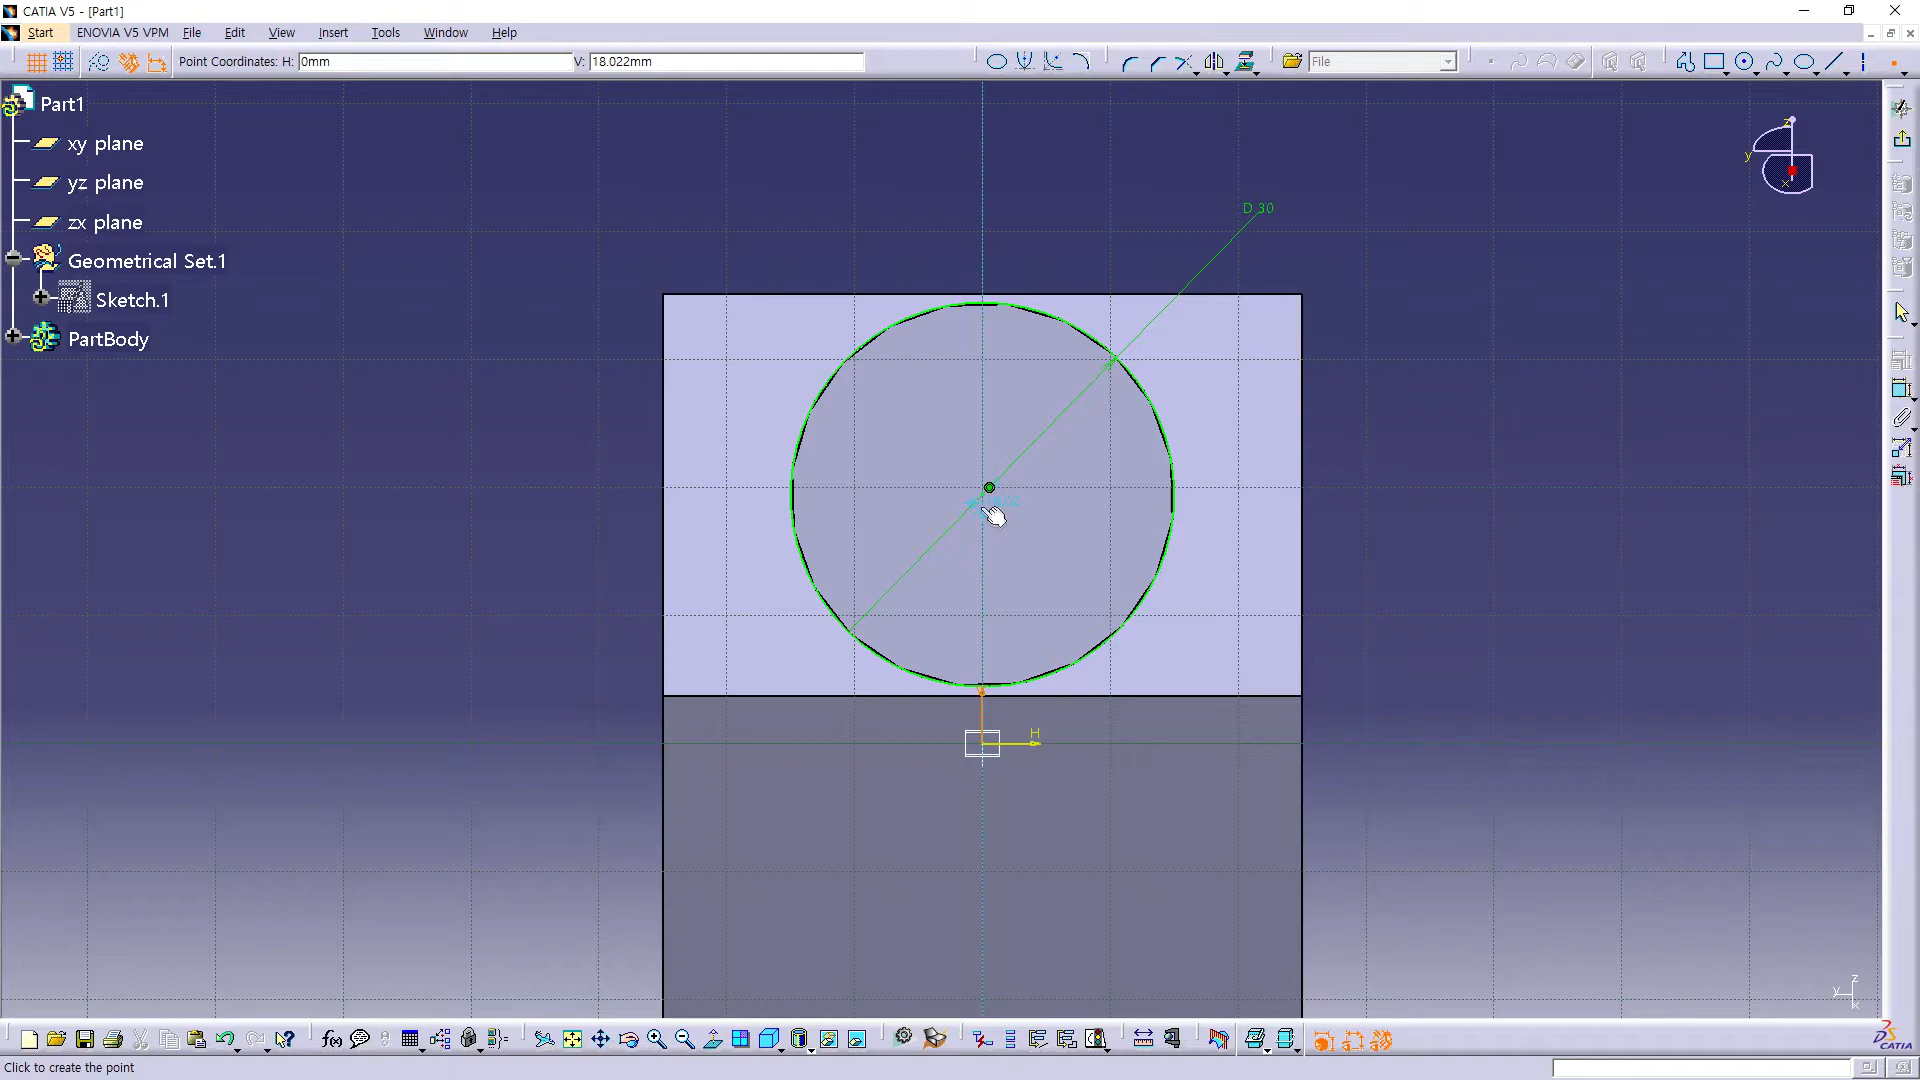 CATIA V5 - [Part1]
Start ENOVIA V5 VPM File Edit View Insert Tools Window Help
Point Coordinates: H: 0mm V: 18.022mm File
Part1
xy plane
yz plane
zx plane
Geometrical Set.1
Sketch.1
PartBody
D 30
z
y
x
H
z
y
x
CATIA
Click to create the point